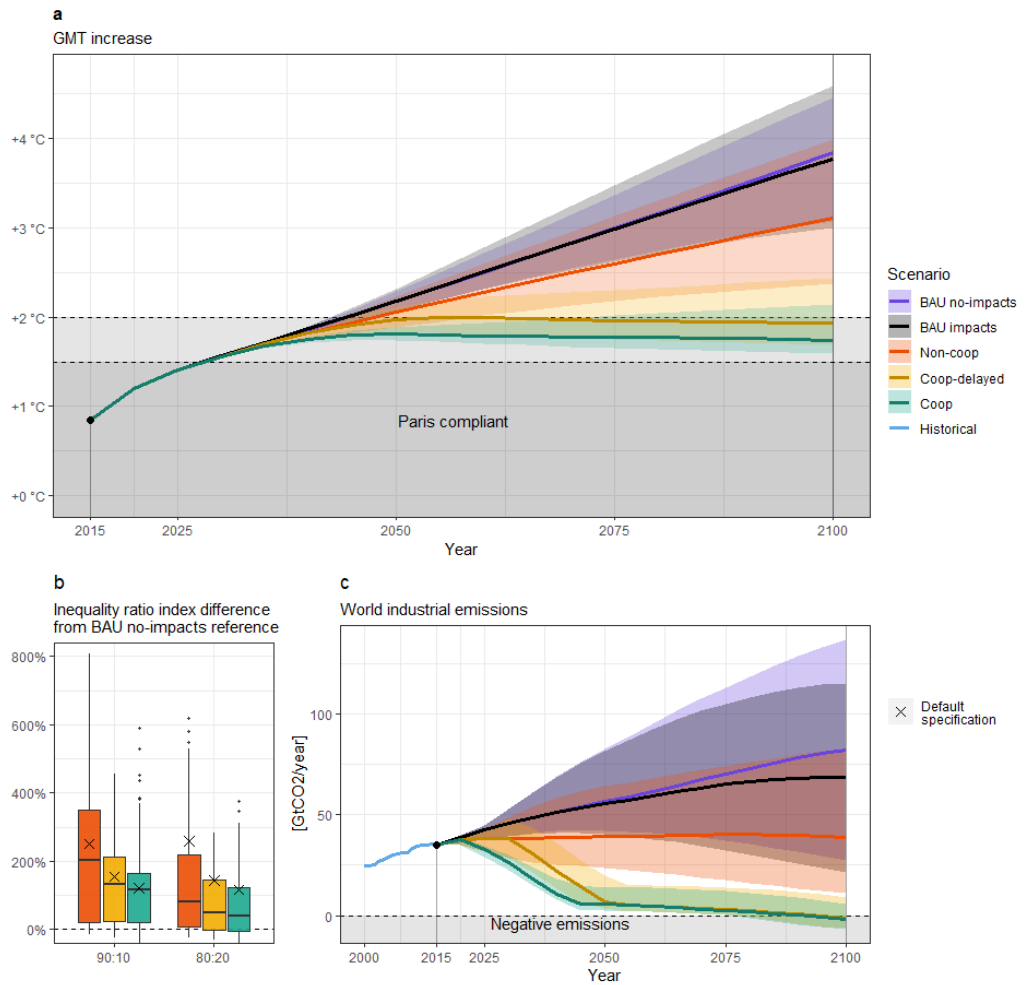 a
GMT increase
+4 °C
+3 °C
+2 °C
+1 °C
+0 °C
Paris compliant
2015
2025
2050
2075
2100
Year
Scenario
BAU no-impacts
BAU impacts
Non-coop
Coop-delayed
Coop
Historical
b
Inequality ratio index difference
from BAU no-impacts reference
800%
600%
400%
200%
0%
90:10
80:20
c
World industrial emissions
[GtCO2/year]
100
50
0
Negative emissions
2000
2015
2025
2050
2075
2100
Year
Default
specification